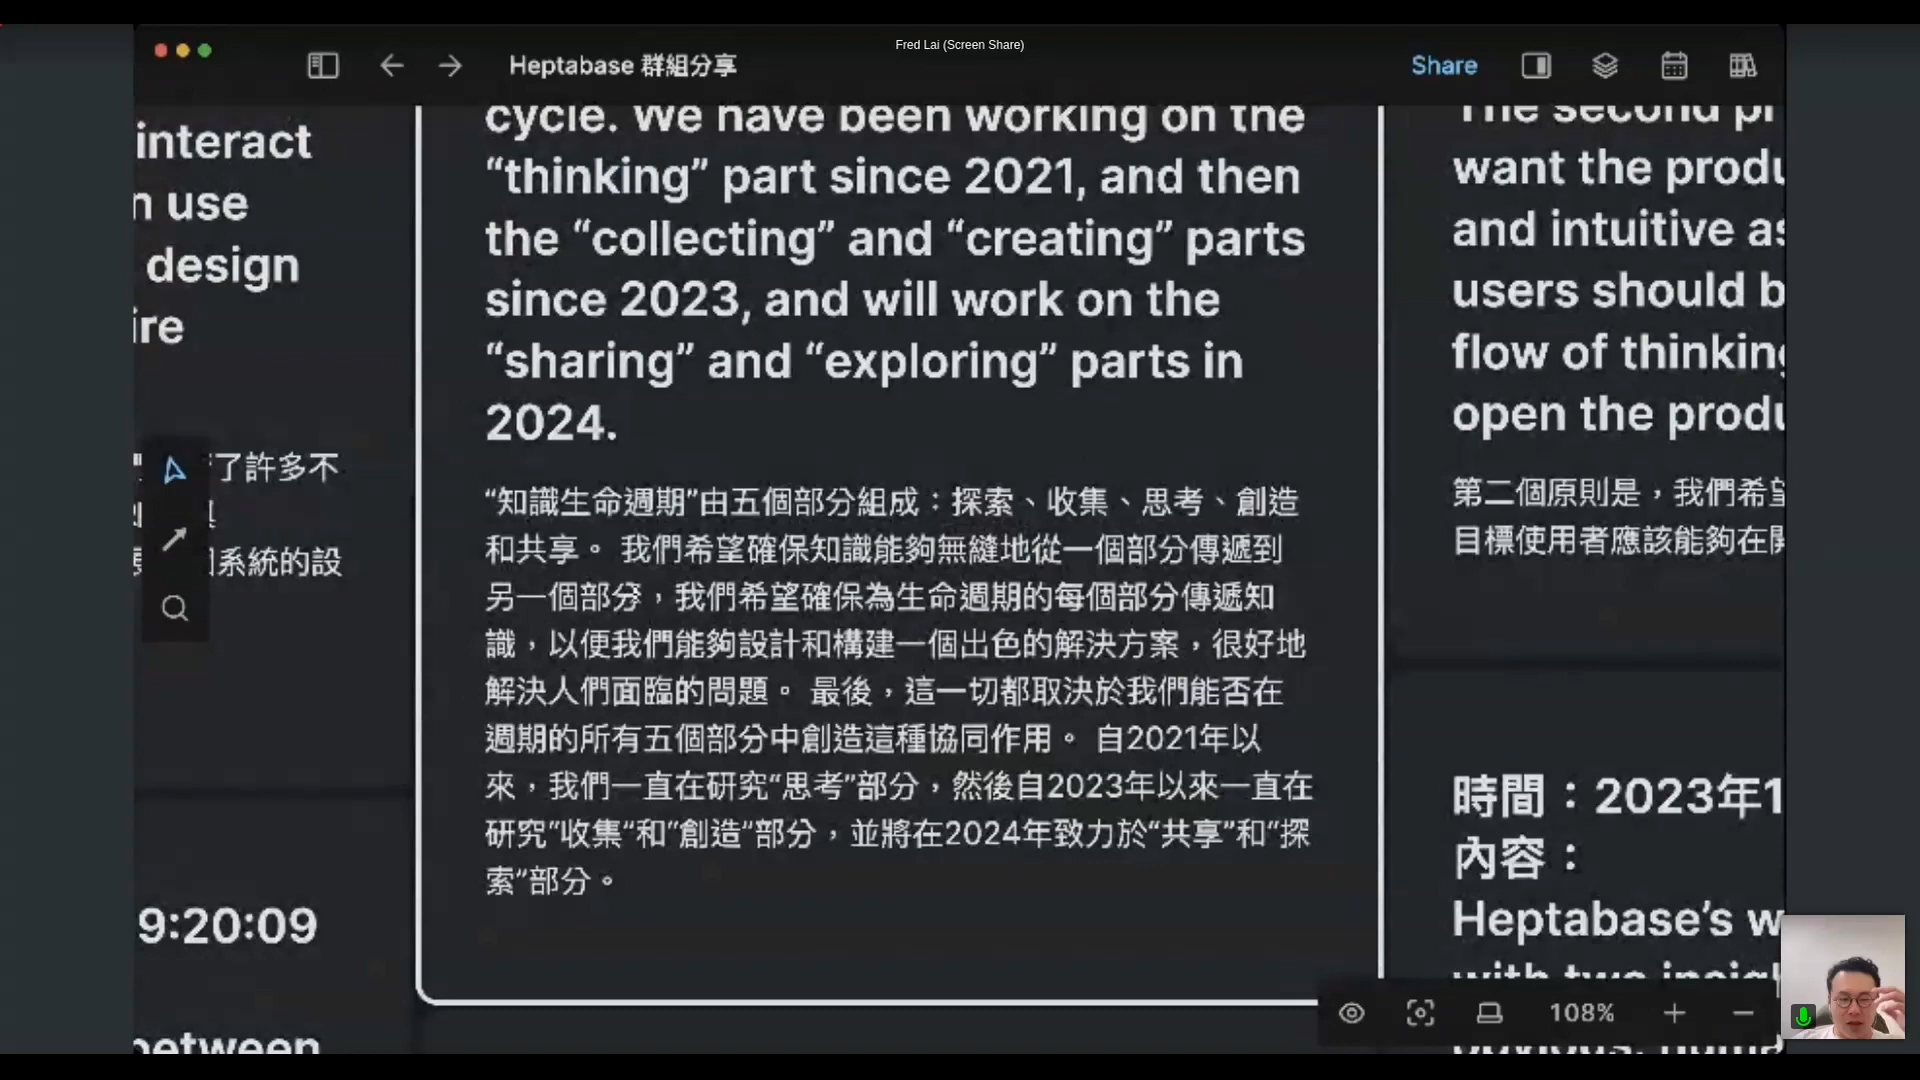 Fred Lai (Screen Share)
Heptabase 群組分享
Share
interact
use
design
了許多不
系統的設
9:20:09
between
cycle. We have been working on the
“thinking” part since 2021, and then
the “collecting” and “creating” parts
since 2023, and will work on the
“sharing” and “exploring” parts in
2024.
“知識生命週期”由五個部分組成：探索、收集、思考、創造
和共享。 我們希望確保知識能夠無縫地從一個部分傳遞到
另一個部分，我們希望確保為生命週期的每個部分傳遞知
識，以便我們能夠設計和構建一個出色的解決方案，很好地
解決人們面臨的問題。 最後，這一切都取決於我們能否在
週期的所有五個部分中創造這種協同作用。 自2021年以
來，我們一直在研究“思考”部分，然後自2023年以來一直在
研究“收集“和“創造”部分，並將在2024年致力於“共享”和“探
索”部分。
The second
want the
and intuitive
users should
flow of
open the
第二個原則是，我們希望
目標使用者應該能夠在
時間：2023年1
內容：
Heptabase’s
with two
108%